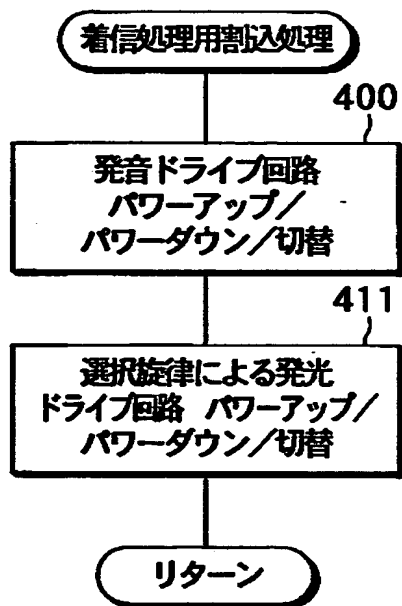 着信処理用割込処理
400
発音ドライブ回路
パワーアップ／
パワーダウン／切替
411
選択旋律による発光
ドライブ回路 パワーアップ／
パワーダウン／切替
リターン